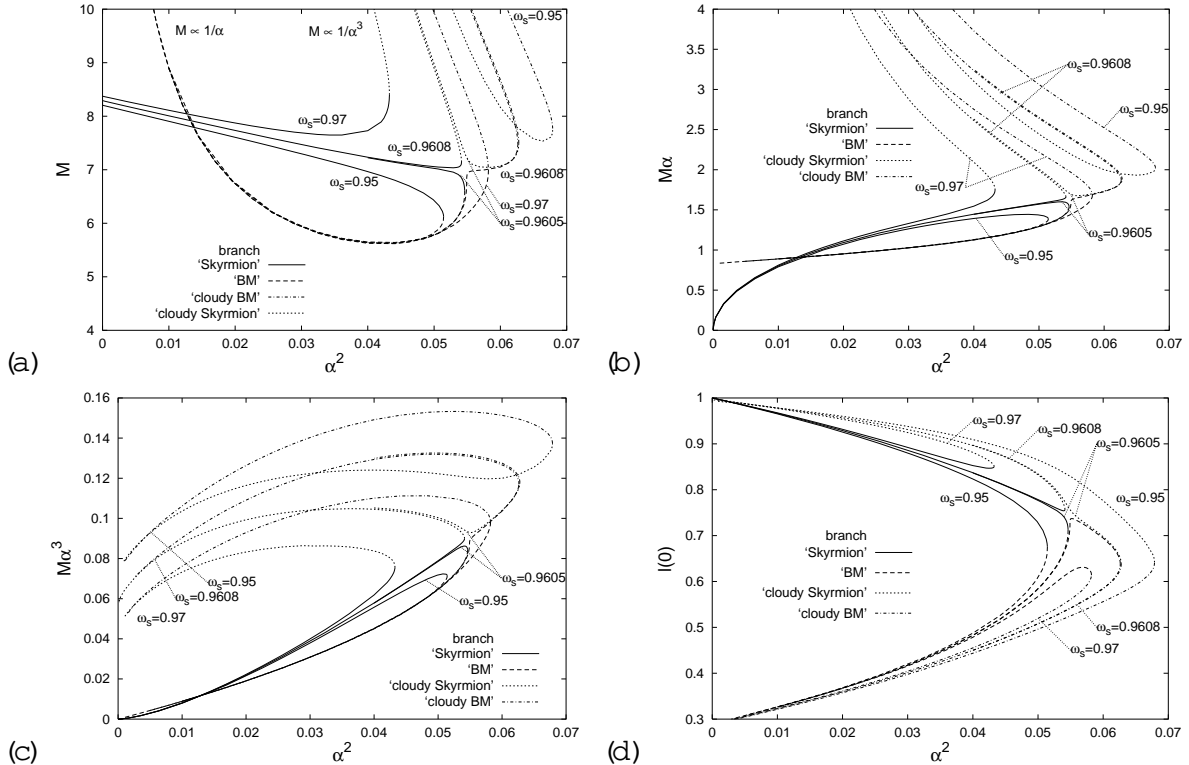 10
9
8
7
6
5
4
M ∝ 1/α
M ∝ 1/α³
ωₛ=0.95
ωₛ=0.97
ωₛ=0.9608
ωₛ=0.95
ωₛ=0.9608
ωₛ=0.97
ωₛ=0.9605
branch
'Skyrmion'
'BM'
'cloudy BM'
'cloudy Skyrmion'
M
0 0.01 0.02 0.03 0.04 0.05 0.06 0.07
α²
(a)
4
3.5
3
2.5
2
1.5
1
0.5
0
ωₛ=0.9608
ωₛ=0.95
branch
'Skyrmion'
'BM'
'cloudy Skyrmion'
'cloudy BM'
ωₛ=0.97
ωₛ=0.9605
ωₛ=0.95
Mα
0 0.01 0.02 0.03 0.04 0.05 0.06 0.07
α²
(b)
0.16
0.14
0.12
0.1
0.08
0.06
0.04
0.02
0
ωₛ=0.95
ωₛ=0.9608
ωₛ=0.97
ωₛ=0.9605
ωₛ=0.95
branch
'Skyrmion'
'BM'
'cloudy Skyrmion'
'cloudy BM'
Mα³
0 0.01 0.02 0.03 0.04 0.05 0.06 0.07
α²
(c)
1
0.9
0.8
0.7
0.6
0.5
0.4
0.3
ωₛ=0.97
ωₛ=0.9608
ωₛ=0.9605
ωₛ=0.95
ωₛ=0.95
branch
'Skyrmion'
'BM'
'cloudy Skyrmion'
'cloudy BM'
ωₛ=0.9608
ωₛ=0.97
I(0)
0 0.01 0.02 0.03 0.04 0.05 0.06 0.07
α²
(d)